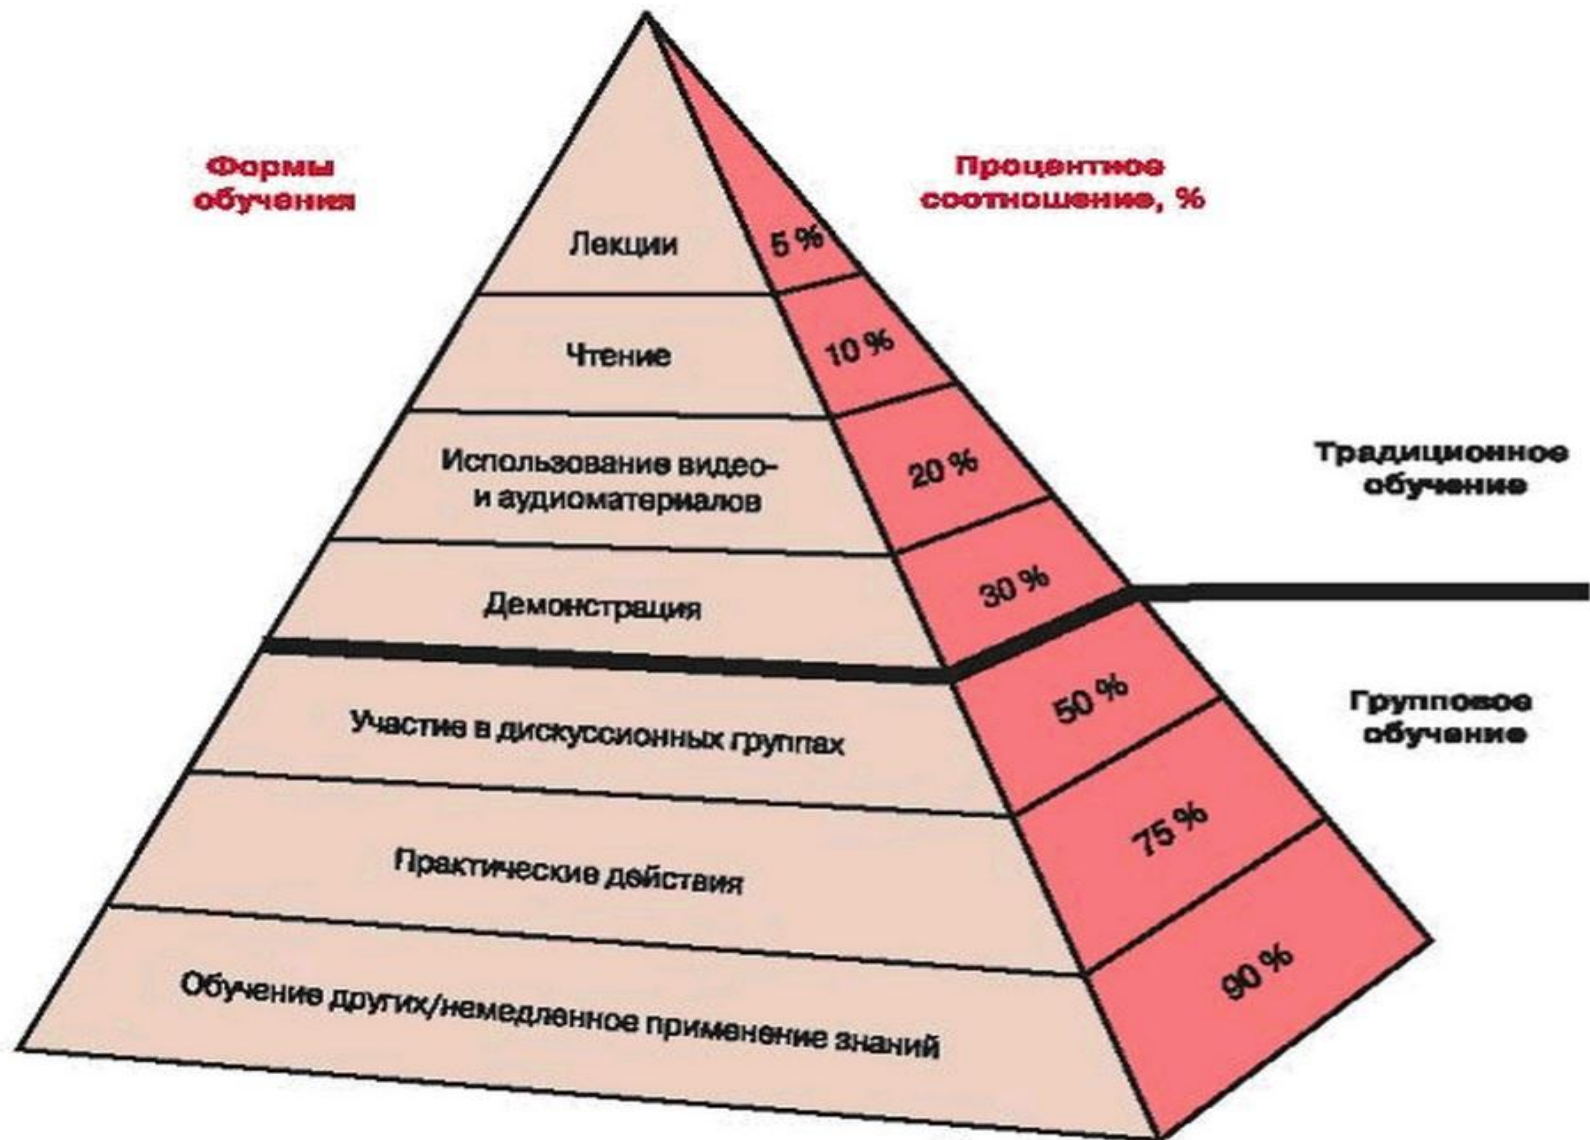 Формы
обучения
Процентное
соотношение, %
Лекции
5 %
Чтение
10 %
Использование видео-
и аудиоматериалов
20 %
Демонстрация
30 %
Традиционное
обучение
Участие в дискуссионных группах
50 %
Групповое
обучение
Практические действия
75 %
Обучение других/немедленное применение знаний
90 %